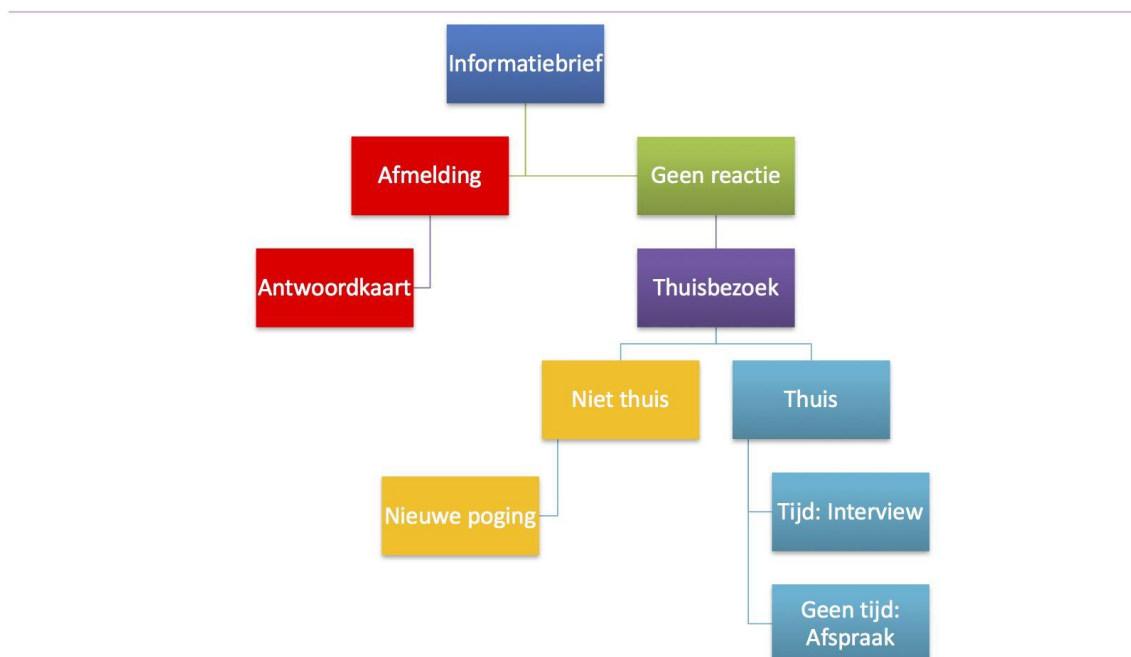 Informatiebrief
Afmelding
Geen reactie
Antwoordkaart
Thuisbezoek
Niet thuis
Thuis
Nieuwe poging
Tijd: Interview
Geen tijd:
Afspraak